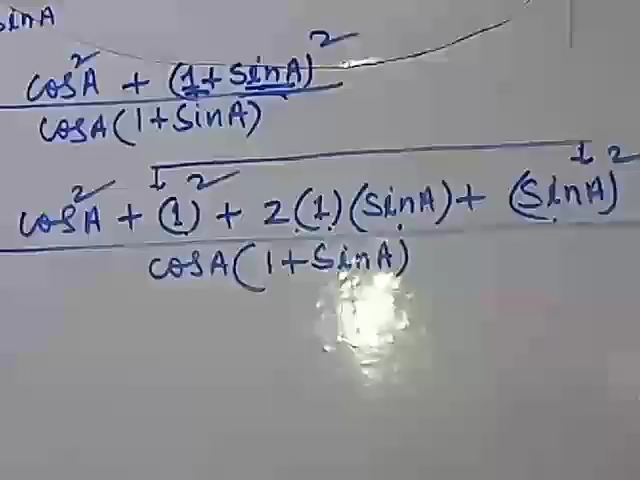 sinA
cos²A + (1 + sinA)²
cosA(1+sinA)
cos²A + (1)² + 2(1)(sinA) + (sinA)²
cosA(1+sinA)